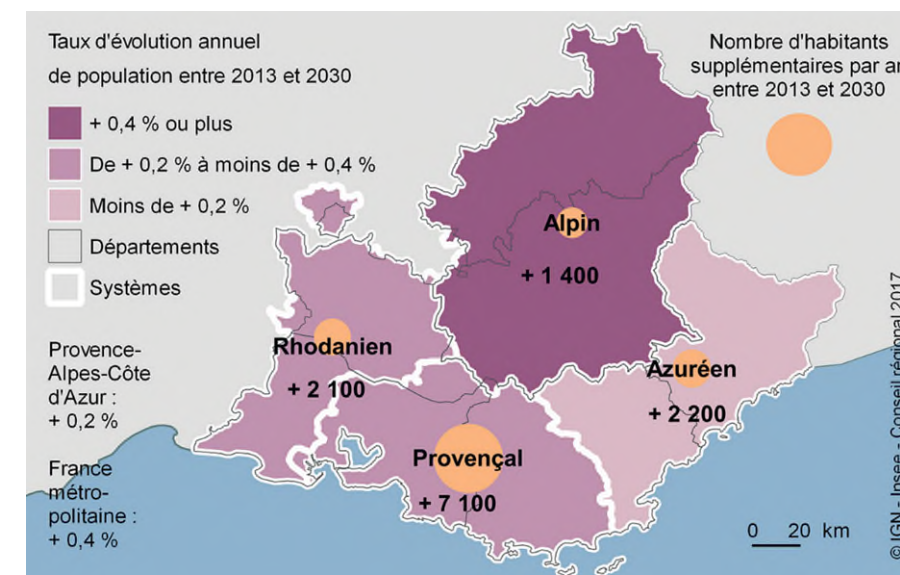 Taux d'évolution annuel
de population entre 2013 et 2030
+ 0,4 % ou plus
De + 0,2 % à moins de + 0,4 %
Moins de + 0,2 %
Départements
Systèmes
Provence-
Alpes-Côte
d'Azur :
+ 0,2 %
France
métro-
politaine :
+ 0,4 %
Nombre d'habitants
supplémentaires par an
entre 2013 et 2030
Alpin
+ 1 400
Rhodanien
+ 2 100
Azuréen
+ 2 200
Provençal
+ 7 100
0 20 km
© IGN - Insee - Conseil régional 2017